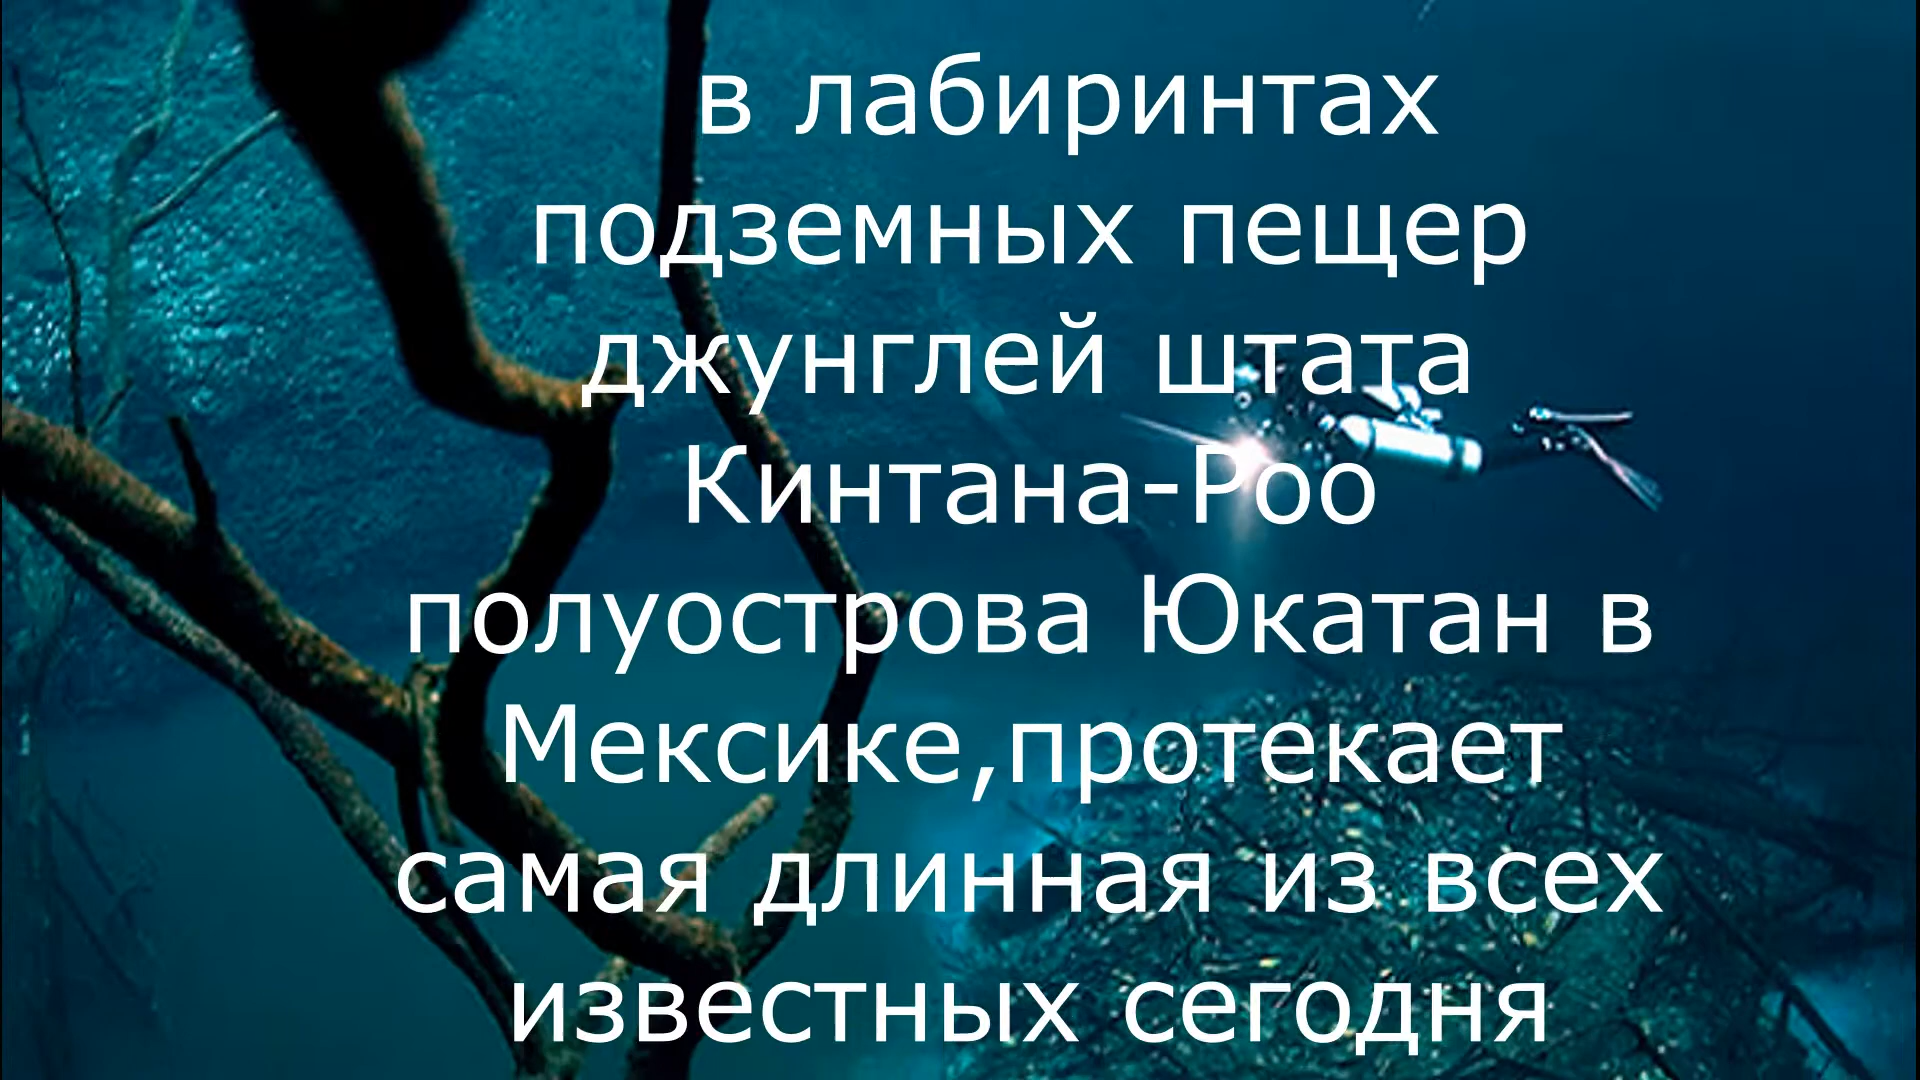 в лабиринтах
подземных пещер
джунглей штата
Кинтана-Роо
полуострова Юкатан в
Мексике,протекает
самая длинная из всех
известных сегодня